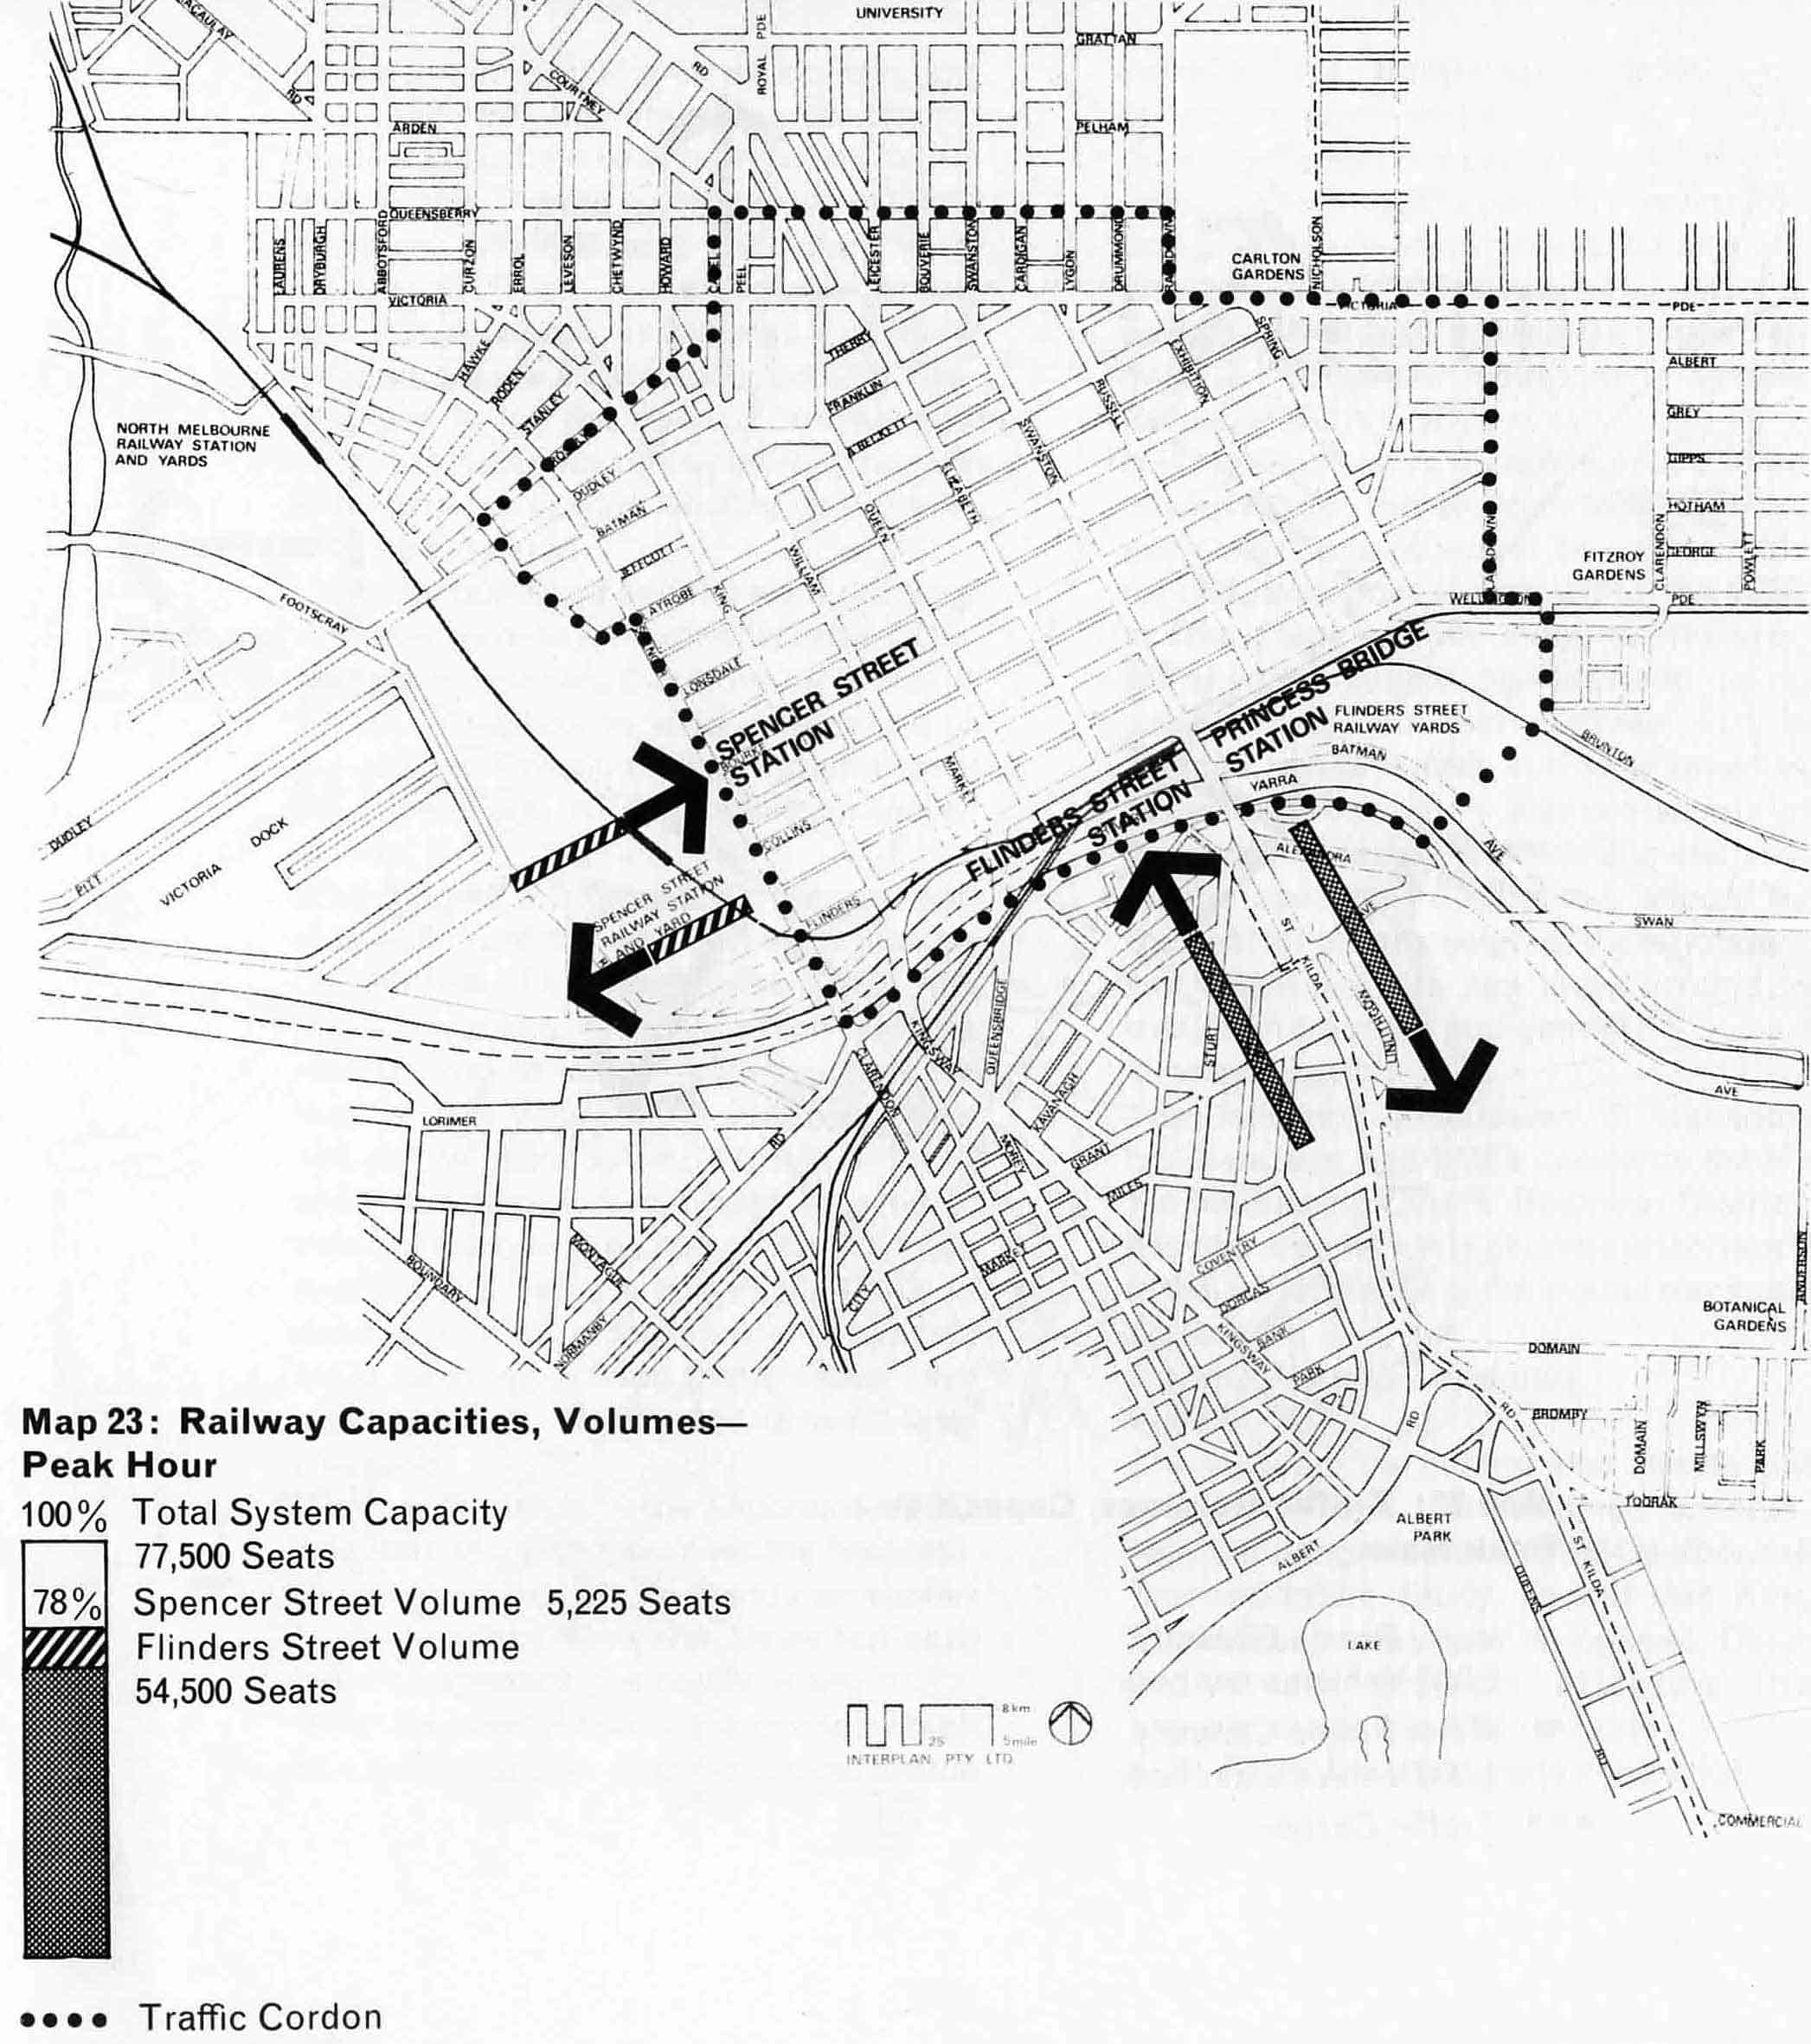 UNIVERSITY
MACAULAY
RD
ROYAL PDE
RD
GRATTAN
COURTNEY
ARDEN
PELHAM
QUEENSBERRY
LAURENS
DRYBURGH
ABBOTSFORD
CURZON
ERROL
LEVESON
CHETWYND
HOWARD
CAPEL
PEEL
LEICESTER
BOUVERIE
SWANSTON
CARDIGAN
LYGON
DRUMMOND
CARLTON
GARDENS
NICHOLSON
VICTORIA
VICTORIA
PDE
HAWKE
RODEN
STANLEY
THERRY
FRANKLIN
A'BECKETT
SPRING
EXHIBITION
RUSSELL
SWANSTON
ELIZABETH
QUEEN
WILLIAM
KING
ALBERT
GREY
GIPPS
HOTHAM
GEORGE
CLARENDON
POWLETT
NORTH MELBOURNE
RAILWAY STATION
AND YARDS
DUDLEY
BATMAN
JEFFCOTT
LATROBE
LONSDALE
FITZROY
GARDENS
WELLINGTON
PDE
FOOTSCRAY
SPENCER STREET
STATION
BOURKE
COLLINS
FLINDERS
MARKET
PRINCESS BRIDGE
STATION
FLINDERS STREET
RAILWAY YARDS
BATMAN
YARRA
BRUNTON
AVE
FLINDERS STREET
STATION
DUDLEY
PITT
VICTORIA DOCK
SPENCER STREET
RAILWAY STATION
AND YARD
ALEXANDRA
AVE
SWAN
ST KILDA
LINLITHGOW
AVE
QUEENSBRIDGE
KINGSWAY
CLARENDON
STURT
KAVANAGH
LORIMER
RD
MOREY
GRANT
MILES
MARKET
COVENTRY
DORCAS
BANK
PARK
KINGSWAY
MONTAGUE
BOUNDARY
NORMANBY
CITY
ANDERSON
BOTANICAL
GARDENS
DOMAIN
BROMBY
RD
RD
DOMAIN
MILLSWYN
PARK
TOORAK
ALBERT
PARK
ALBERT
QUEENS
RD
ST KILDA
LAKE
COMMERCIAL
Map 23: Railway Capacities, Volumes—
Peak Hour
100% Total System Capacity
77,500 Seats
78% Spencer Street Volume 5,225 Seats
Flinders Street Volume
54,500 Seats
•••• Traffic Cordon
8km
25 5mile
INTERPLAN PTY LTD